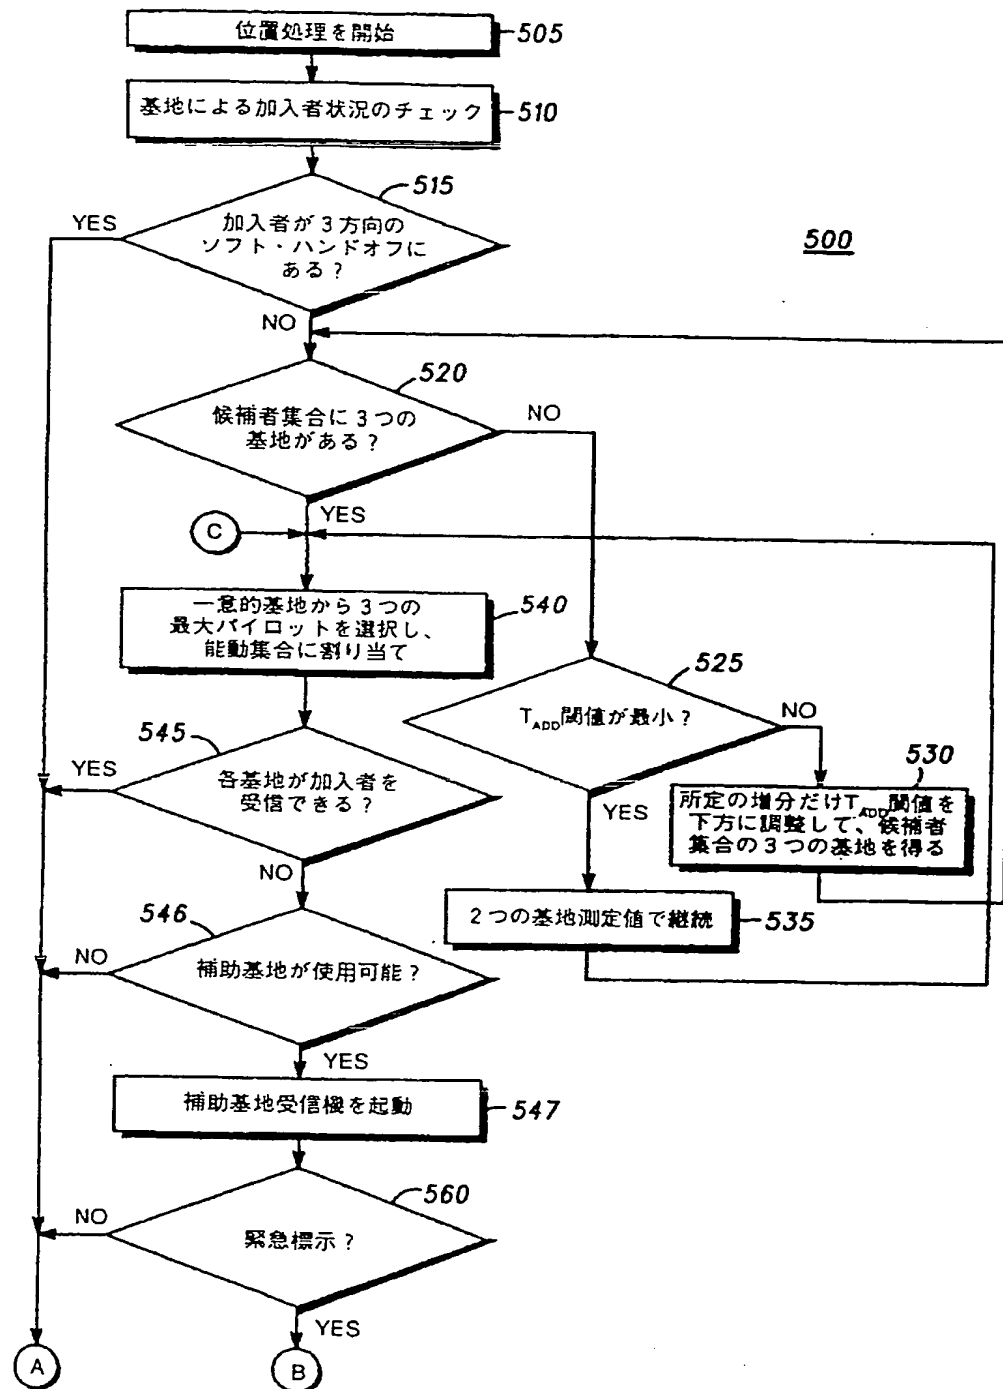 位置処理を開始
505
基地による加入者状況のチェック
510
515
YES
加入者が3方向の
ソフト・ハンドオフに
ある?
500
NO
520
候補者集合に3つの
基地がある?
NO
YES
C
一意的基地から3つの
最大パイロットを選択し、
能動集合に割り当て
540
525
TADD閾値が最小?
NO
545
YES
各基地が加入者を
受信できる?
530
所定の増分だけTADD閾値を
下方に調整して、候補者
集合の3つの基地を得る
YES
NO
2つの基地測定値で継続
535
546
NO
補助基地が使用可能?
YES
補助基地受信機を起動
547
560
NO
緊急標示?
YES
A
B